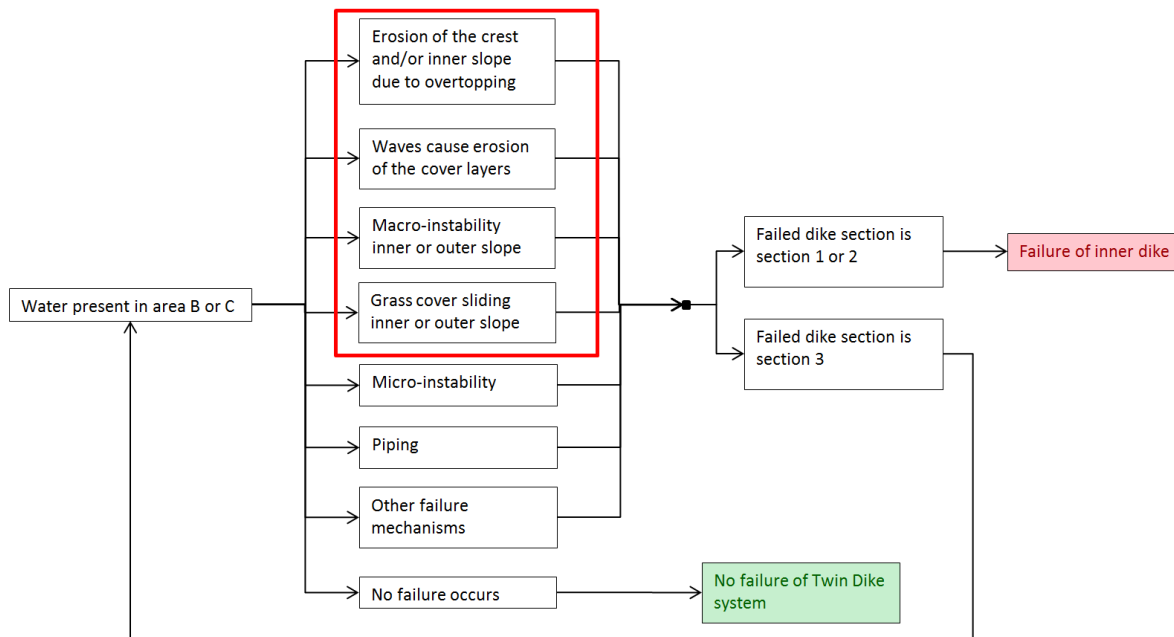 Erosion of the crest
and/or inner slope
due to overtopping
Waves cause erosion
of the cover layers
Macro-instability
inner or outer slope
Failed dike section is
section 1 or 2
Failure of inner dike
Water present in area B or C
Grass cover sliding
inner or outer slope
Failed dike section is
section 3
Micro-instability
Piping
Other failure
mechanisms
No failure occurs
No failure of Twin Dike
system